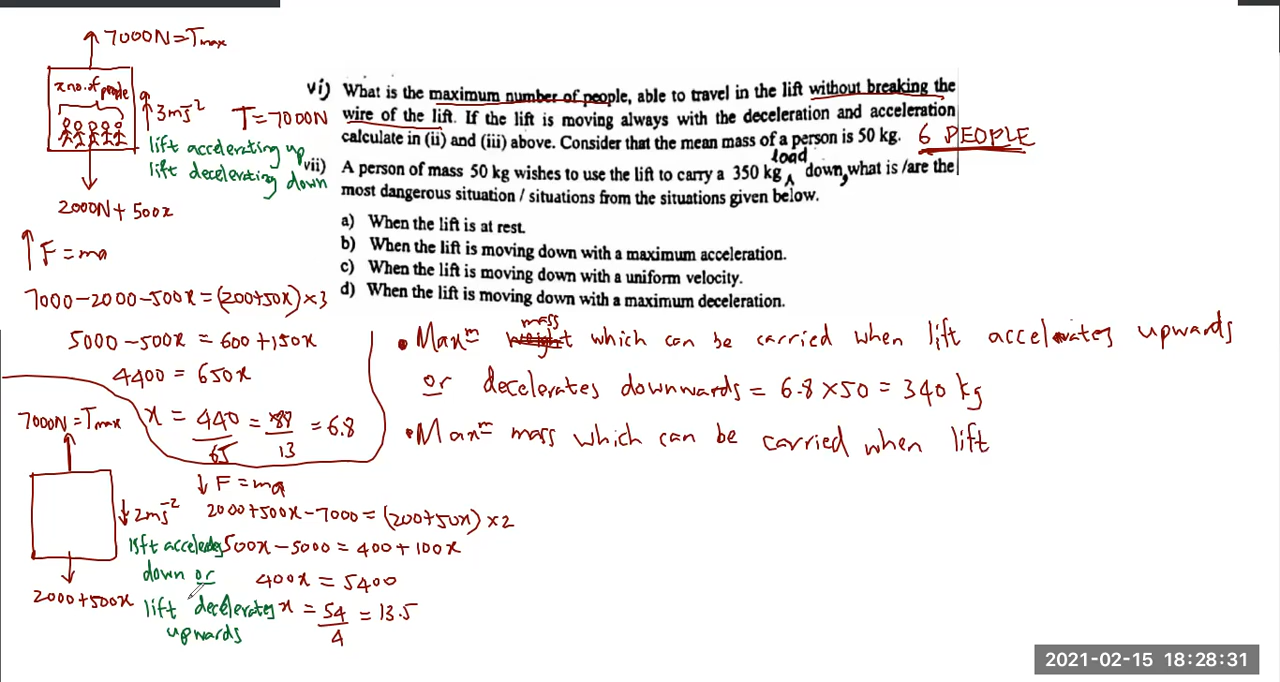 7000N = Tmax
x no. of people
3ms⁻²
lift accelerating up
lift decelerating down
2000N + 500x
T = 7000N
vi) What is the maximum number of people, able to travel in the lift without breaking the
wire of the lift. If the lift is moving always with the deceleration and acceleration
calculate in (ii) and (iii) above. Consider that the mean mass of a person is 50 kg. 6 PEOPLE
vii) A person of mass 50 kg wishes to use the lift to carry a 350 kg load down, what is /are the
most dangerous situation / situations from the situations given below.
a) When the lift is at rest.
b) When the lift is moving down with a maximum acceleration.
c) When the lift is moving down with a uniform velocity.
d) When the lift is moving down with a maximum deceleration.
↑ F = ma
7000 - 2000 - 500x = (200+50x) × 3
5000 - 500x = 600 + 150x
4400 = 650x
x = 440/65 = 88/13 = 6.8
• Maxᵐ mass which can be carried when lift accelerates upwards
or decelerates downwards = 6.8 × 50 = 340 kg
• Maxᵐ mass which can be carried when lift
7000N = Tmax
2ms⁻²
2000 + 500x
↓ F = ma
2000 + 500x - 7000 = (200+50x) × 2
500x - 5000 = 400 + 100x
400x = 5400
x = 54/4 = 13.5
down or
lift decelerates
upwards
2021-02-15 18:28:31